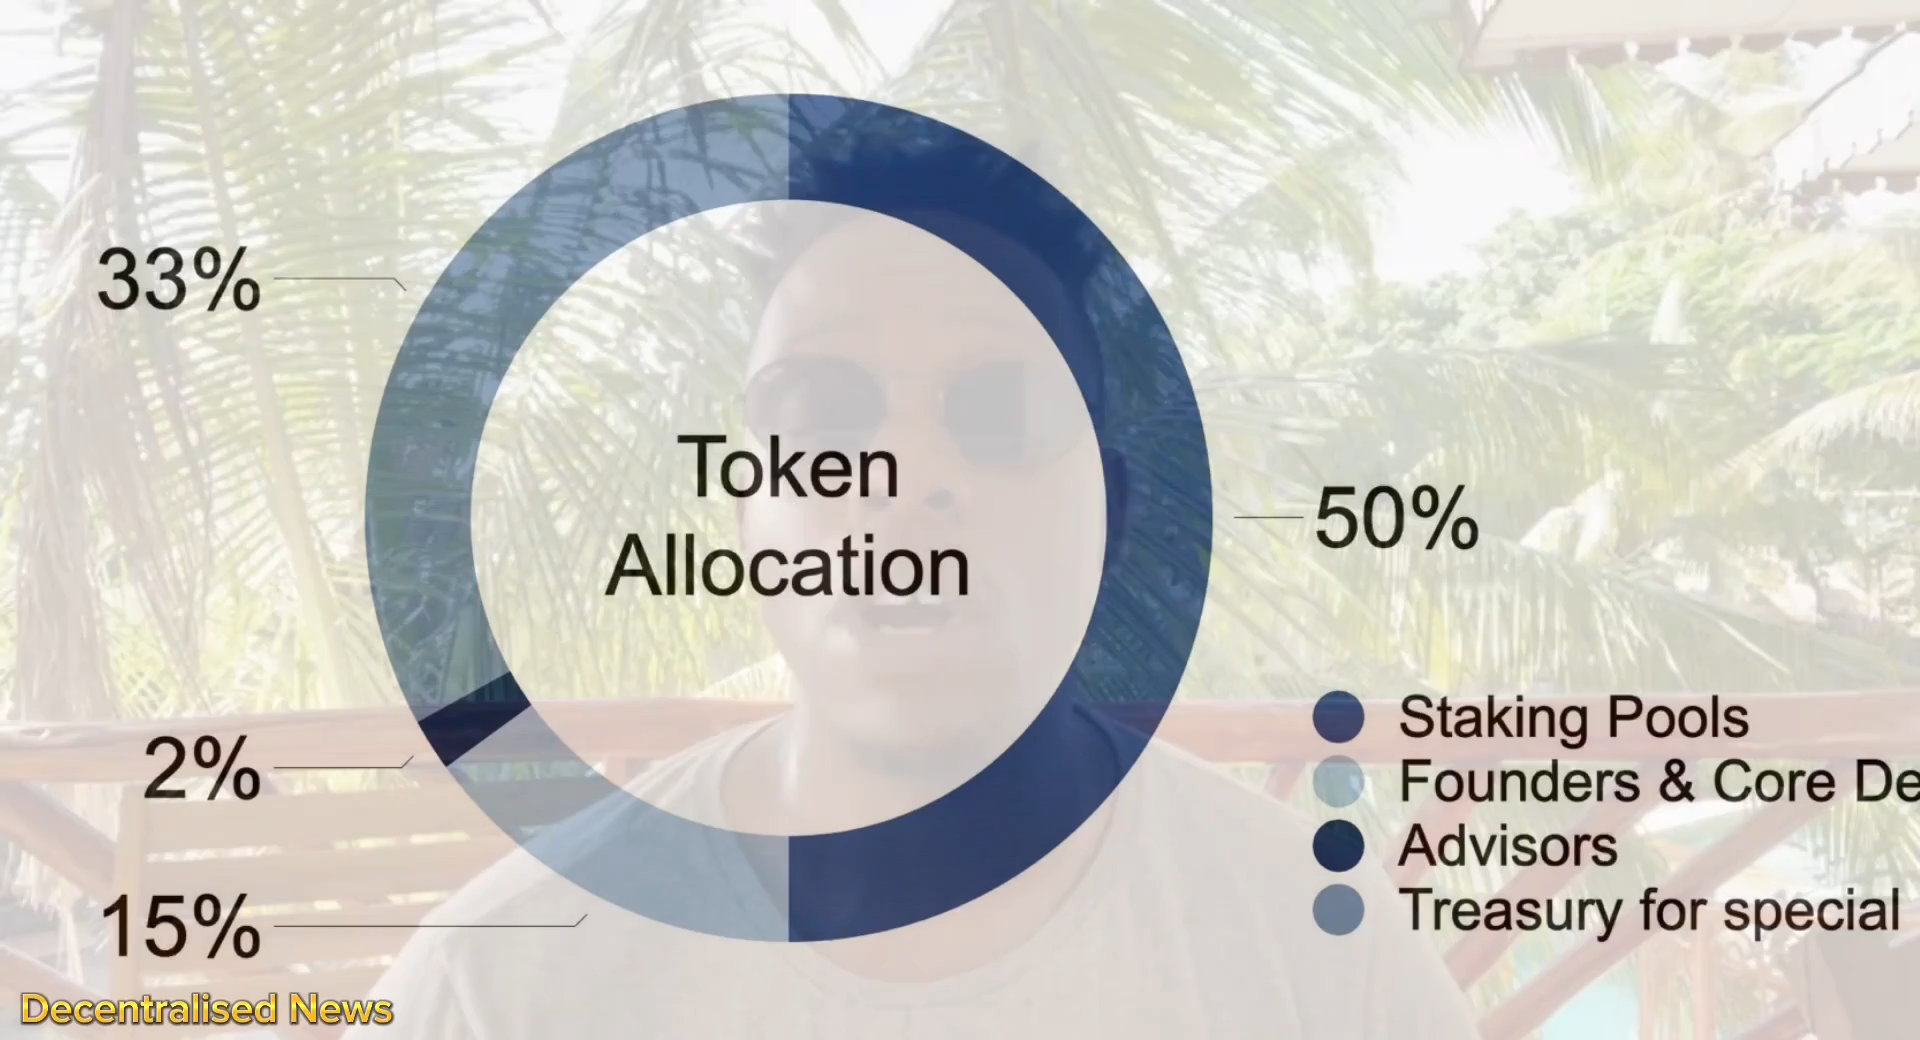 33%
Token
Allocation
50%
Staking Pools
Founders & Core De
2%
Advisors
15%
Treasury for special
Decentralised News